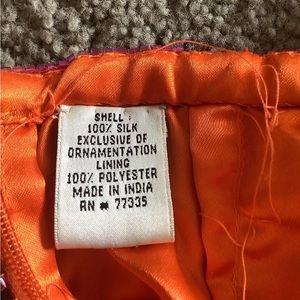 SHELL :
100% SILK
EXCLUSIVE OF
ORNAMENTATION
LINING
100% POLYESTER
MADE IN INDIA
RN # 77335